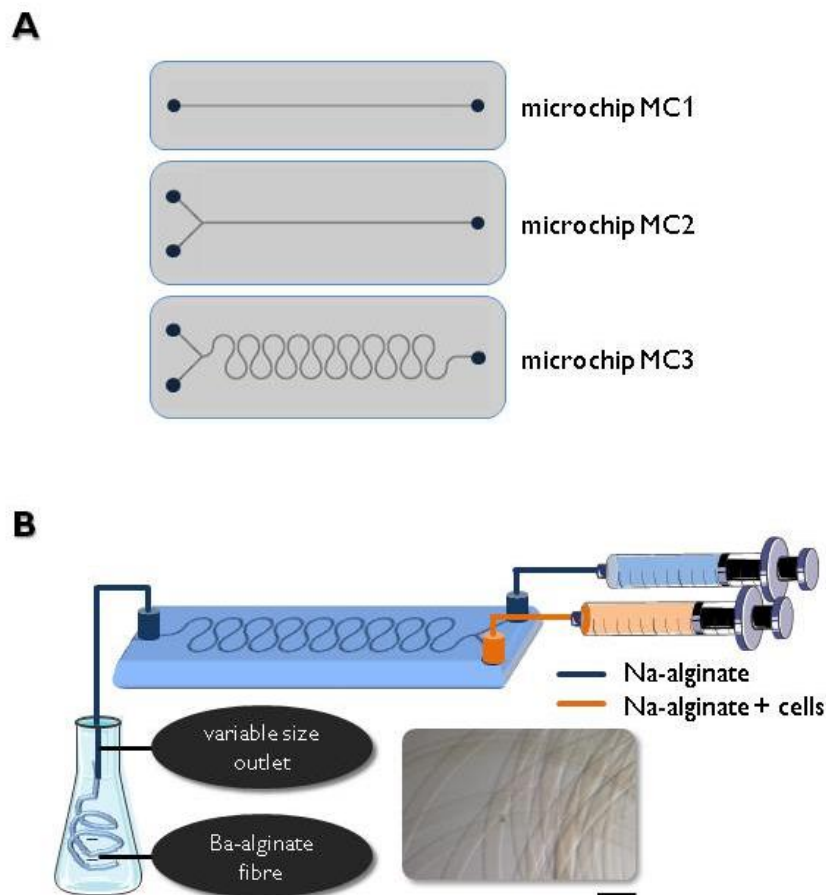 A
microchip MC1
microchip MC2
microchip MC3
B
Na-alginate
Na-alginate + cells
variable size
outlet
Ba-alginate
fibre